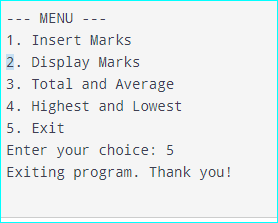 --- MENU ---
1. Insert Marks
2. Display Marks
3. Total and Average
4. Highest and Lowest
5. Exit
Enter your choice: 5
Exiting program. Thank you!